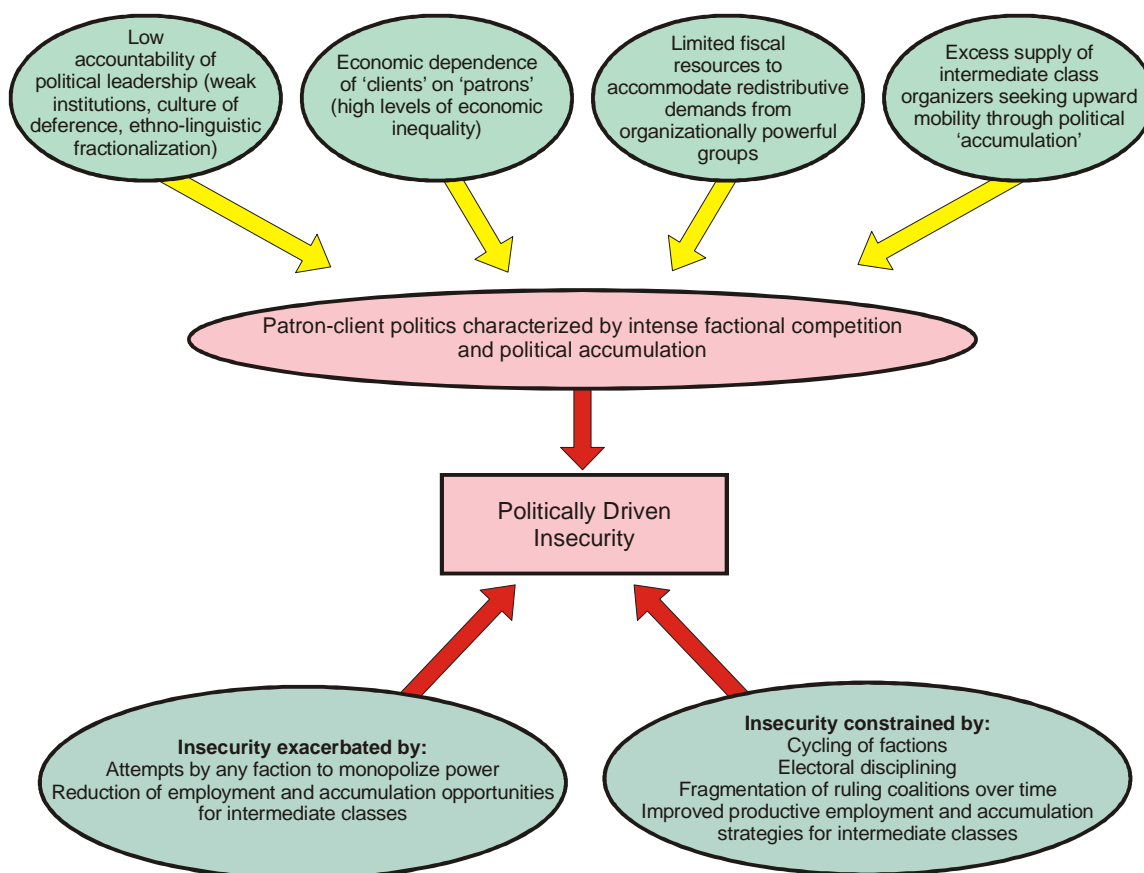 Low
accountability of
political leadership (weak
institutions, culture of
deference, ethno-linguistic
fractionalization)
Economic dependence
of ‘clients’ on ‘patrons’
(high levels of economic
inequality)
Limited fiscal
resources to
accommodate redistributive
demands from
organizationally powerful
groups
Excess supply of
intermediate class
organizers seeking upward
mobility through political
‘accumulation’
Patron-client politics characterized by intense factional competition
and political accumulation
Politically Driven
Insecurity
Insecurity exacerbated by:
Attempts by any faction to monopolize power
Reduction of employment and accumulation opportunities
for intermediate classes
Insecurity constrained by:
Cycling of factions
Electoral disciplining
Fragmentation of ruling coalitions over time
Improved productive employment and accumulation
strategies for intermediate classes